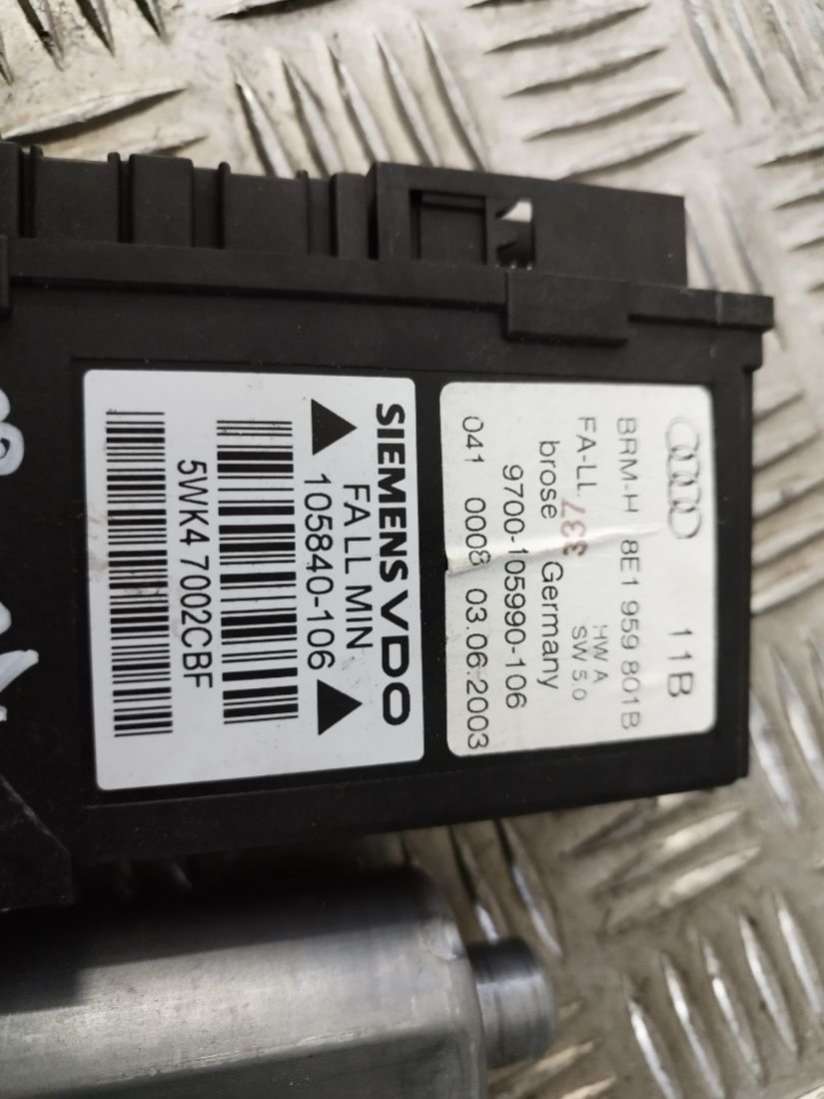 11B
BRM-H 8E1 959 801B
HW A
FA-LL SW 5.0
337
brose Germany
9700-105990-106
041 0008 03.06.2003
SIEMENS VDO
FA LL MIN
105840-106
5WK4 7002CBF